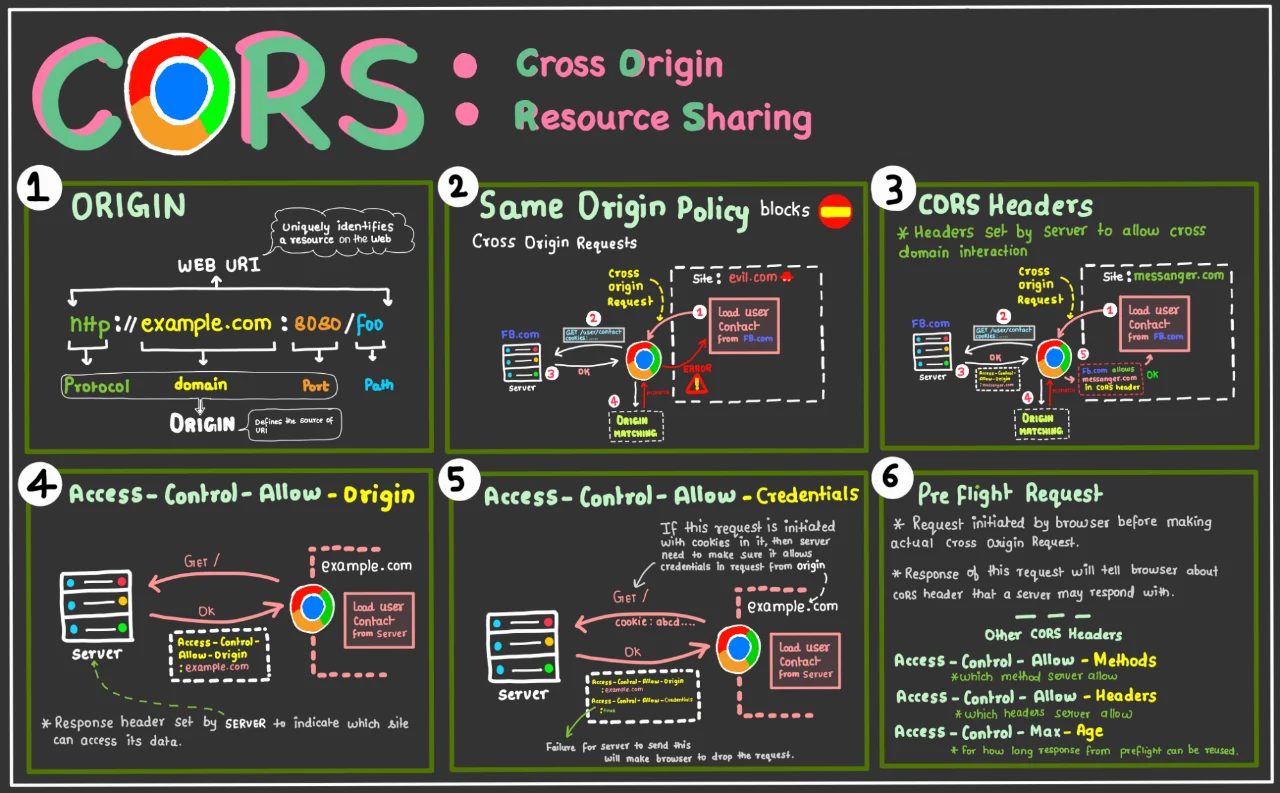 CORS
: Cross Origin
: Resource Sharing
1 ORIGIN
Uniquely identifies
a resource on the Web
WEB URI
http://example.com:8080/foo
Protocol domain Port Path
ORIGIN
Defines the source of
URI
2 Same Origin Policy blocks
Cross Origin Requests
Cross
Origin
Request
Site: evil.com
1
Load user
Contact
from FB.com
2
GET /user/contact
cookies:....
FB.com
server
3
OK
ERROR
4
ORIGIN
MATCHING
3 CORS Headers
* Headers set by server to allow cross
domain interaction
Cross
origin
Request
Site: messanger.com
1
Load user
Contact
from FB.com
2
GET /user/contact
cookies:....
FB.com
server
3
OK
Access-Control-
Allow-Origin
:messanger.com
5
Fb.com allows
messanger.com
in CORS header
OK
4
ORIGIN
MATCHING
4 Access-Control-Allow-Origin
GET /
OK
server
Access-Control-
Allow-Origin
: example.com
example.com
Load user
Contact
from Server
* Response header set by SERVER to indicate which site
can access its data.
5 Access-Control-Allow-Credentials
If this request is initiated
with cookies in it, then server
need to make sure it allows
credentials in request from origin
GET /
cookie: abcd....
OK
server
Access-Control-Allow-Origin
:example.com
Access-Control-Allow-Credentials
:true
example.com
Load user
Contact
from Server
Failure for server to send this
will make browser to drop the request.
6 Pre flight Request
* Request initiated by browser before making
actual Cross Origin Request.
* Response of this request will tell browser about
CORS header that a server may respond with.
Other CORS Headers
Access-Control-Allow-Methods
*which method server allow
Access-Control-Allow-Headers
*which headers server allow
Access-Control-Max-Age
*for how long response from preflight can be reused.